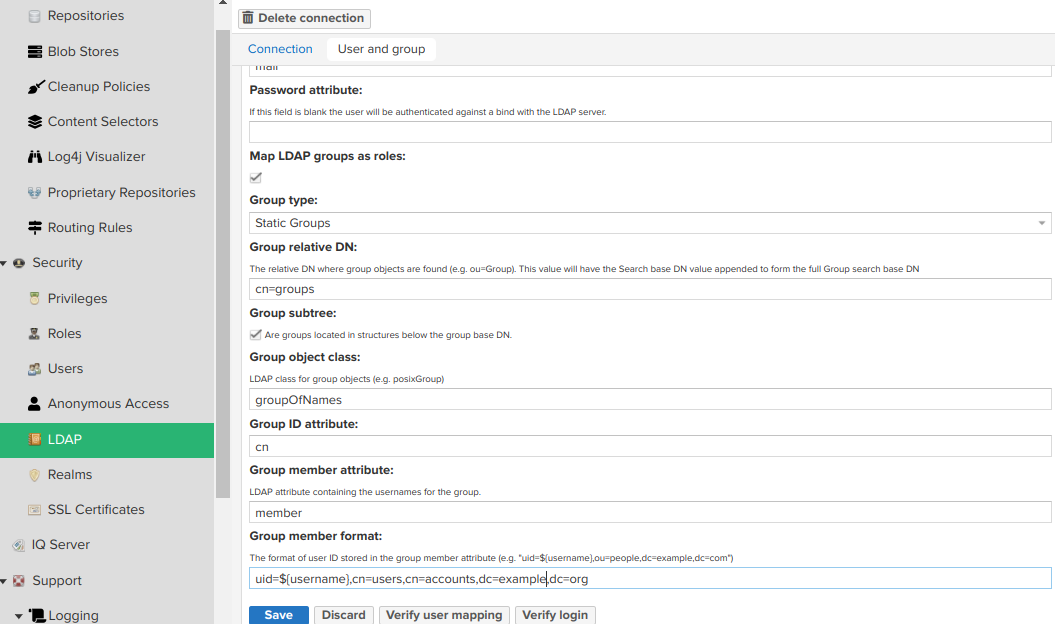 Repositories
Blob Stores
Cleanup Policies
Content Selectors
Log4j Visualizer
Proprietary Repositories
Routing Rules
Security
Privileges
Roles
Users
Anonymous Access
LDAP
Realms
SSL Certificates
IQ Server
Support
Logging
Delete connection
Connection User and group
mail
Password attribute:
If this field is blank the user will be authenticated against a bind with the LDAP server.
Map LDAP groups as roles:
Group type:
Static Groups
Group relative DN:
The relative DN where group objects are found (e.g. ou=Group). This value will have the Search base DN value appended to form the full Group search base DN
cn=groups
Group subtree:
Are groups located in structures below the group base DN.
Group object class:
LDAP class for group objects (e.g. posixGroup)
groupOfNames
Group ID attribute:
cn
Group member attribute:
LDAP attribute containing the usernames for the group.
member
Group member format:
The format of user ID stored in the group member attribute (e.g. "uid=${username},ou=people,dc=example,dc=com")
uid=${username},cn=users,cn=accounts,dc=example,dc=org
Save Discard Verify user mapping Verify login